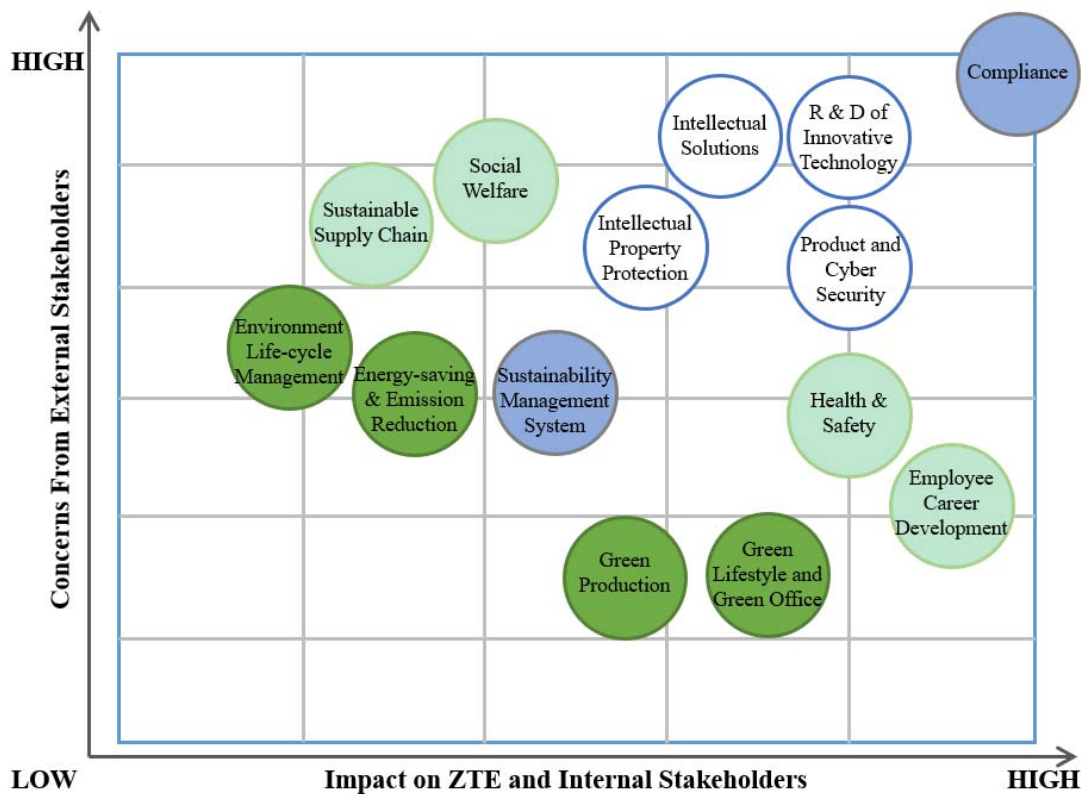 HIGH
Compliance
Intellectual
Solutions
R & D of
Innovative
Technology
Social
Welfare
Sustainable
Supply Chain
Intellectual
Property
Protection
Product and
Cyber
Security
Environment
Life-cycle
Management
Energy-saving
& Emission
Reduction
Sustainability
Management
System
Health &
Safety
Employee
Career
Development
Green
Production
Green
Lifestyle and
Green Office
Concerns From External Stakeholders
LOW
Impact on ZTE and Internal Stakeholders
HIGH